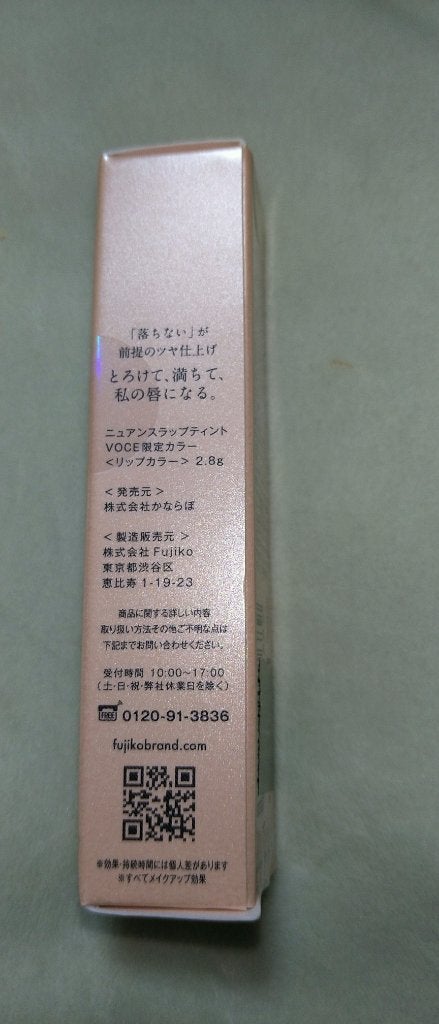 「落ちない」が
前提のツヤ仕上げ
とろけて、満ちて、
私の唇になる。
ニュアンスラップティント
VOCE限定カラー
＜リップカラー＞ 2.8g
＜発売元＞
株式会社かならぼ
＜製造販売元＞
株式会社Fujiko
東京都渋谷区
恵比寿 1-19-23
商品に関する詳しい内容
取り扱い方法その他ご不明な点は
下記までお問い合わせください。
受付時間 10:00~17:00
(土・日・祝・弊社休業日を除く)
FREE 0120-91-3836
fujikobrand.com
※効果・持続時間には個人差があります
※すべてメイクアップ効果